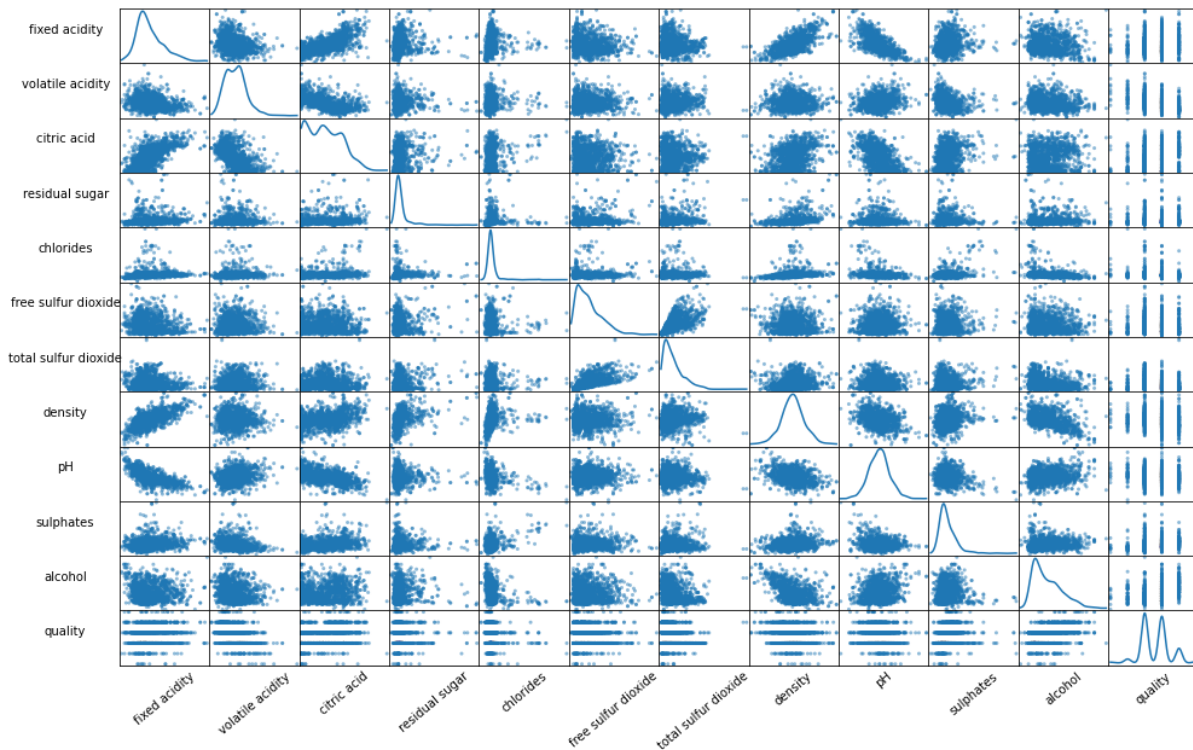 fixed acidity
volatile acidity
citric acid
residual sugar
chlorides
free sulfur dioxide
total sulfur dioxide
density
pH
sulphates
alcohol
quality
fixed acidity
volatile acidity
citric acid
residual sugar
chlorides
free sulfur dioxide
total sulfur dioxide
density
pH
sulphates
alcohol
quality